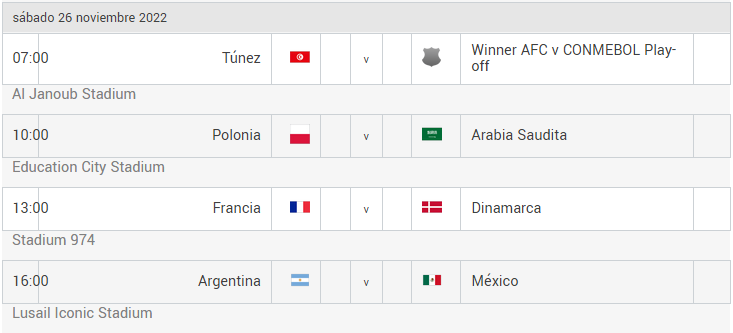 sábado 26 noviembre 2022
07:00 Túnez v Winner AFC v CONMEBOL Play-
off
Al Janoub Stadium
10:00 Polonia v Arabia Saudita
Education City Stadium
13:00 Francia v Dinamarca
Stadium 974
16:00 Argentina v México
Lusail Iconic Stadium